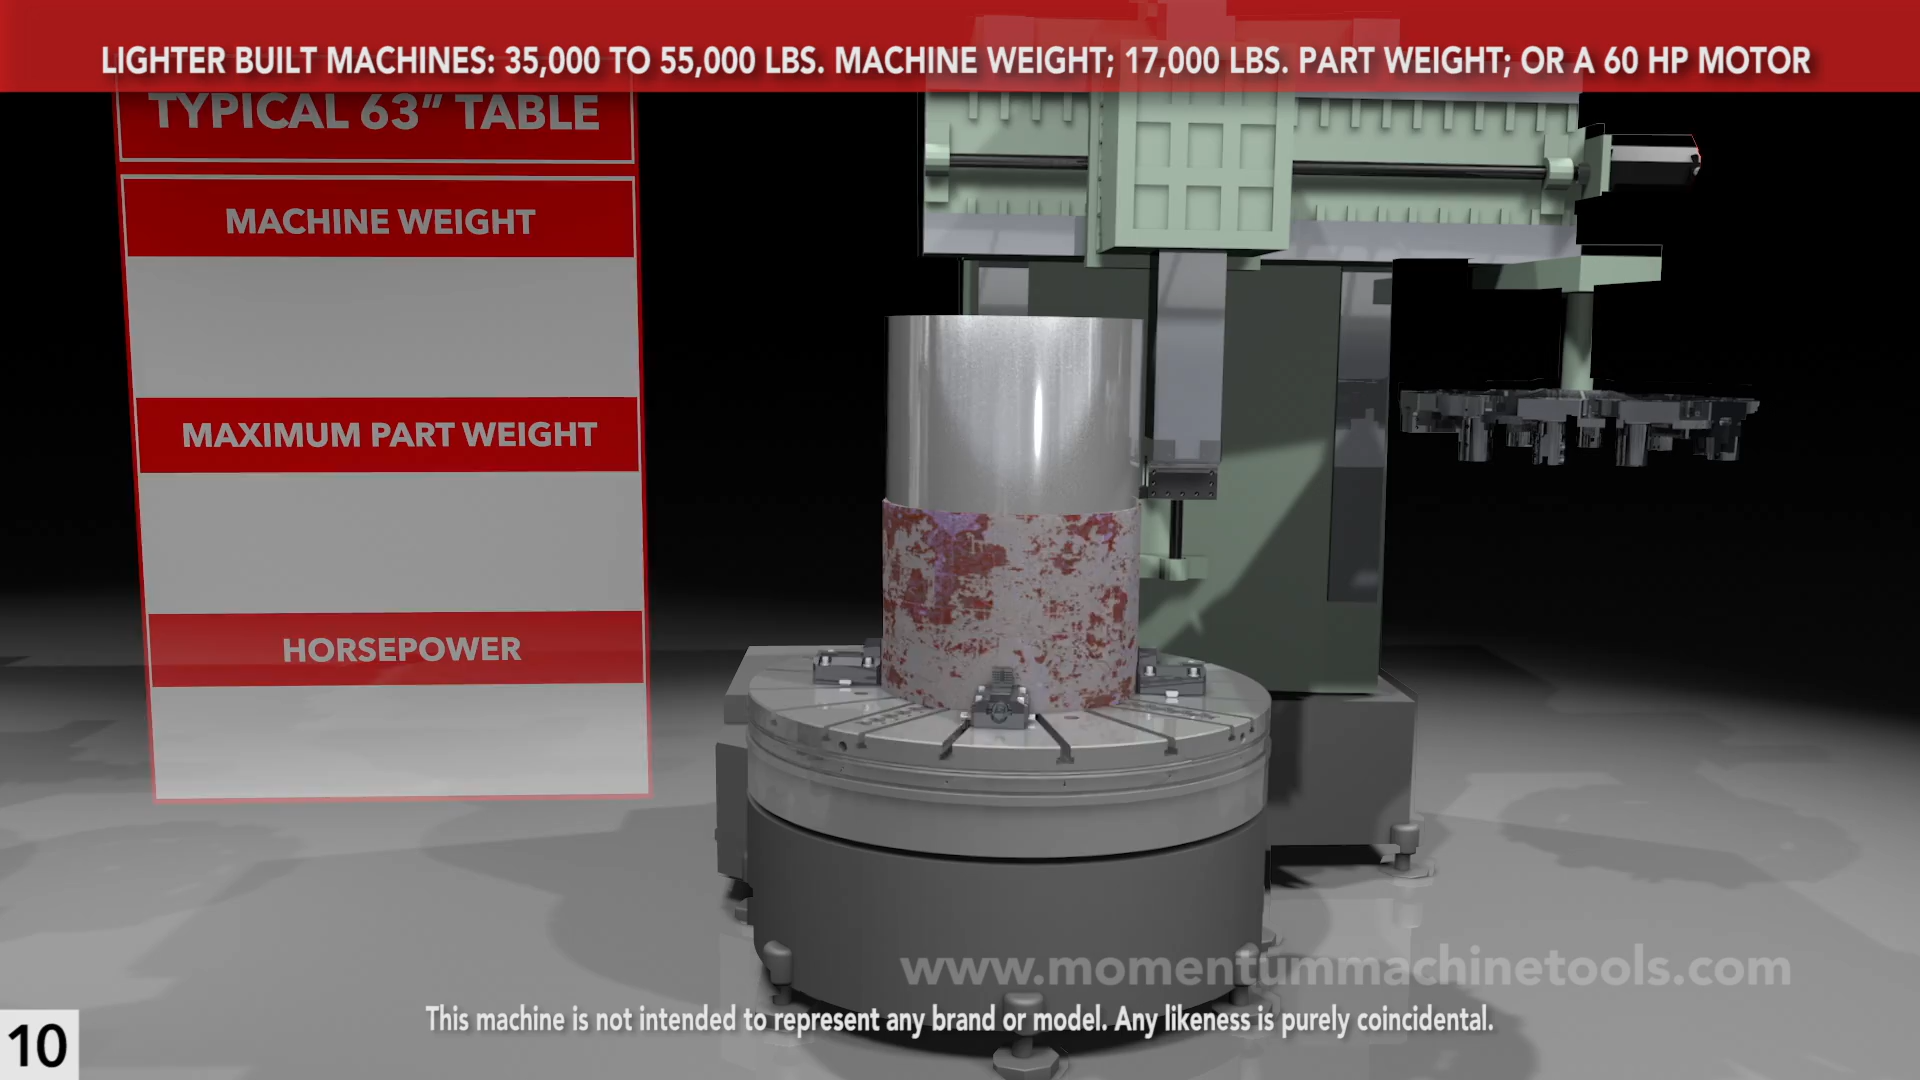 LIGHTER BUILT MACHINES: 35,000 TO 55,000 LBS. MACHINE WEIGHT; 17,000 LBS. PART WEIGHT; OR A 60 HP MOTOR
TYPICAL 63" TABLE
MACHINE WEIGHT
MAXIMUM PART WEIGHT
HORSEPOWER
www.momentummachinetools.com
This machine is not intended to represent any brand or model. Any likeness is purely coincidental.
10